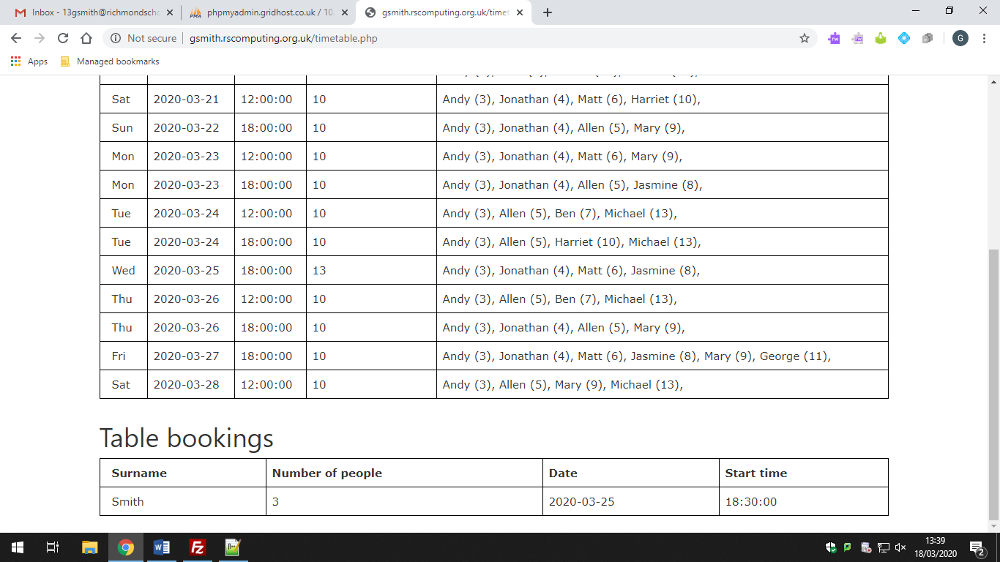 Inbox - 13gsmith@richmondscho
phpmyadmin.gridhost.co.uk / 10.
gsmith.rscomputing.org.uk/timet
Not secure gsmith.rscomputing.org.uk/timetable.php
G
Apps Managed bookmarks
Sat 2020-03-21 12:00:00 10 Andy (3), Jonathan (4), Matt (6), Harriet (10),
Sun 2020-03-22 18:00:00 10 Andy (3), Jonathan (4), Allen (5), Mary (9),
Mon 2020-03-23 12:00:00 10 Andy (3), Jonathan (4), Matt (6), Mary (9),
Mon 2020-03-23 18:00:00 10 Andy (3), Jonathan (4), Allen (5), Jasmine (8),
Tue 2020-03-24 12:00:00 10 Andy (3), Allen (5), Ben (7), Michael (13),
Tue 2020-03-24 18:00:00 10 Andy (3), Allen (5), Harriet (10), Michael (13),
Wed 2020-03-25 18:00:00 13 Andy (3), Jonathan (4), Matt (6), Jasmine (8),
Thu 2020-03-26 12:00:00 10 Andy (3), Allen (5), Ben (7), Michael (13),
Thu 2020-03-26 18:00:00 10 Andy (3), Jonathan (4), Allen (5), Mary (9),
Fri 2020-03-27 18:00:00 10 Andy (3), Jonathan (4), Matt (6), Jasmine (8), Mary (9), George (11),
Sat 2020-03-28 12:00:00 10 Andy (3), Allen (5), Mary (9), Michael (13),
Table bookings
Surname Number of people Date Start time
Smith 3 2020-03-25 18:30:00
13:39
18/03/2020
2